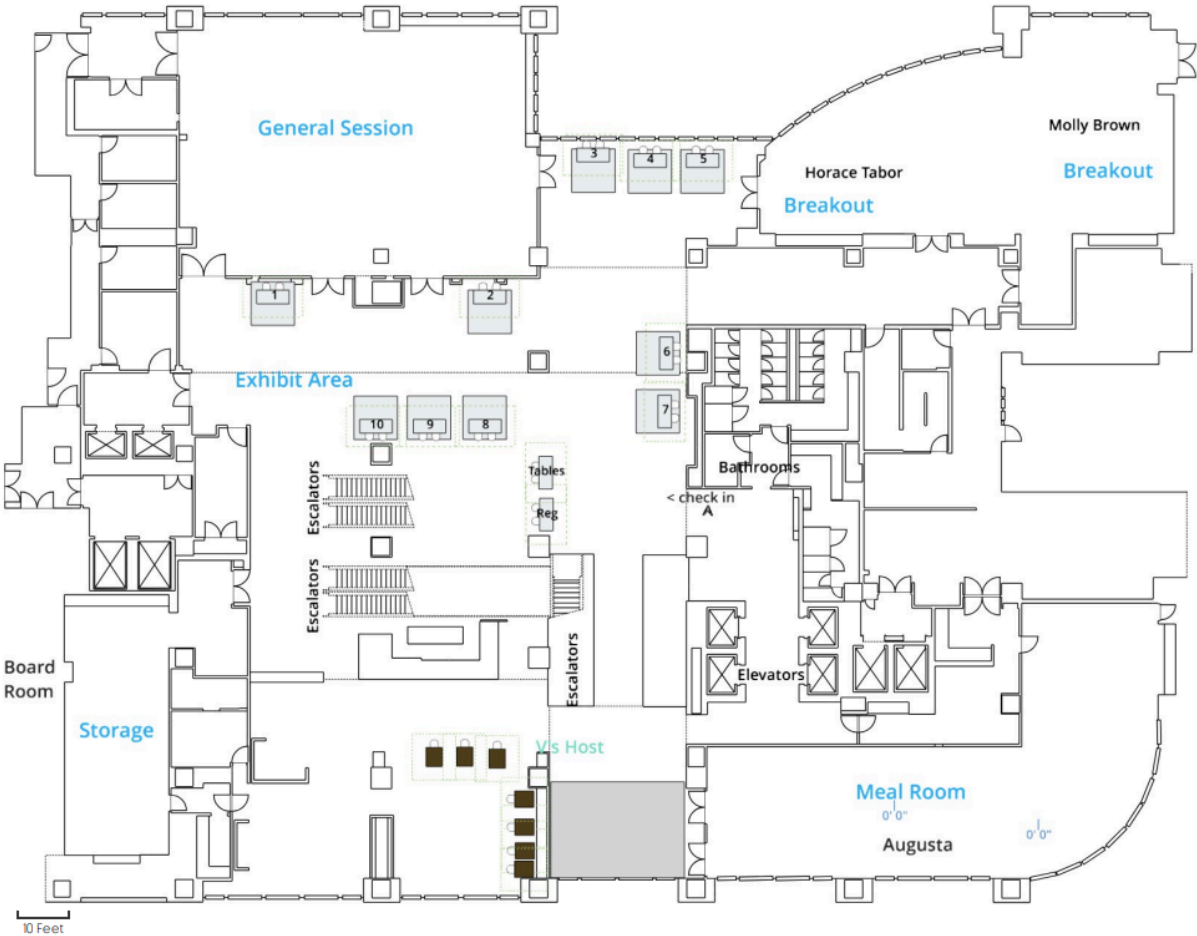 General Session
Molly Brown
Breakout
Horace Tabor
Breakout
3
4
5
1
2
6
7
Exhibit Area
10
9
8
Escalators
Tables
Reg
Bathrooms
< check in
A
Escalators
Escalators
Elevators
Board
Room
Storage
V's Host
Meal Room
0' 0"
0' 0"
Augusta
10 Feet